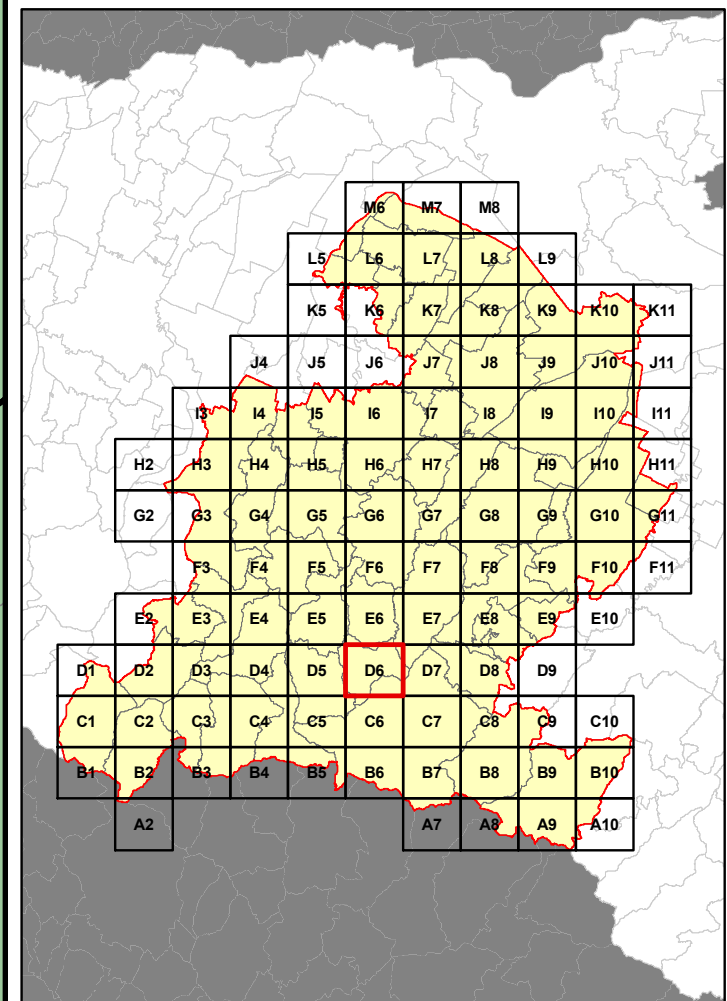 M6 M7 M8
L5 L6 L7 L8 L9
K5 K6 K7 K8 K9 K10 K11
J4 J5 J6 J7 J8 J9 J10 J11
I3 I4 I5 I6 I7 I8 I9 I10 I11
H2 H3 H4 H5 H6 H7 H8 H9 H10 H11
G2 G3 G4 G5 G6 G7 G8 G9 G10 G11
F3 F4 F5 F6 F7 F8 F9 F10 F11
E2 E3 E4 E5 E6 E7 E8 E9 E10
D1 D2 D3 D4 D5 D6 D7 D8 D9
C1 C2 C3 C4 C5 C6 C7 C8 C9 C10
B1 B2 B3 B4 B5 B6 B7 B8 B9 B10
A2 A7 A8 A9 A10